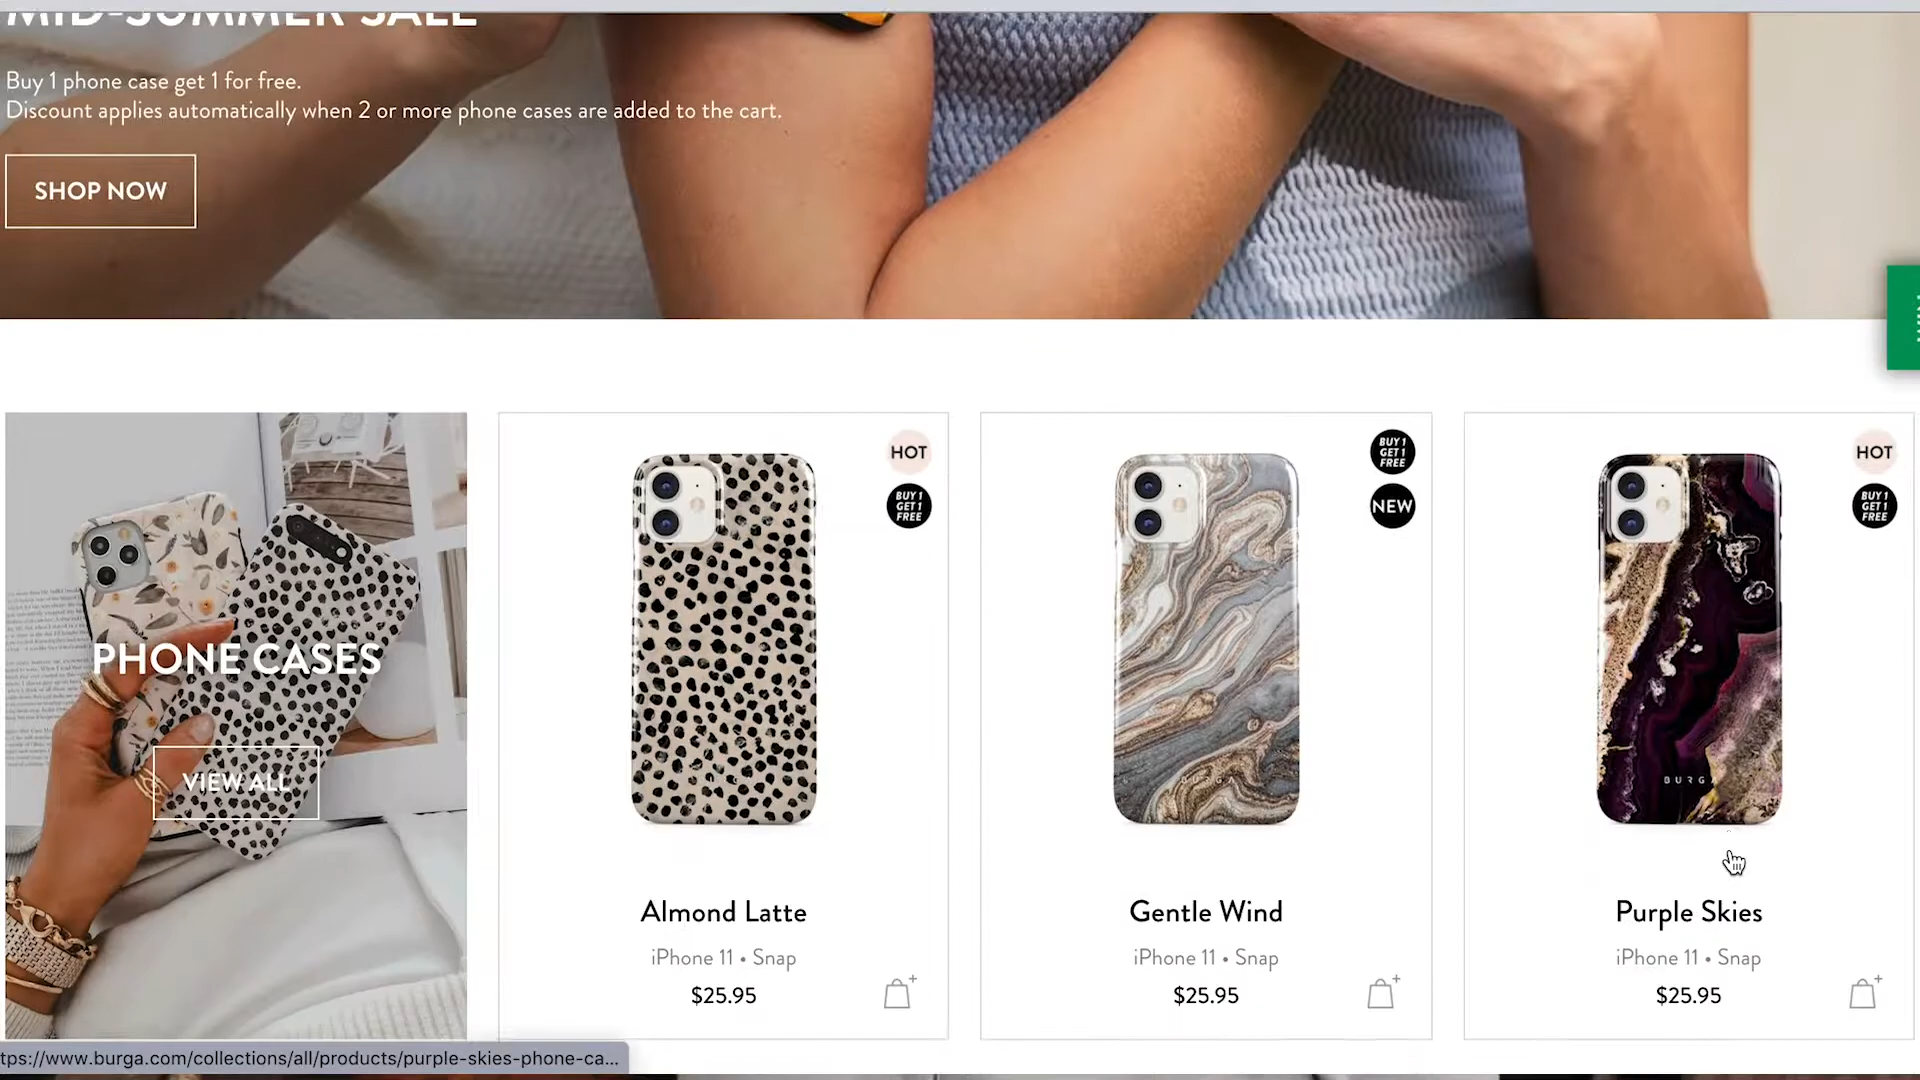 MID-SUMMER SALE
Buy 1 phone case get 1 for free.
Discount applies automatically when 2 or more phone cases are added to the cart.
SHOP NOW
PHONE CASES
VIEW ALL
HOT
BUY 1
GET 1
FREE
Almond Latte
iPhone 11 • Snap
$25.95
BUY 1
GET 1
FREE
NEW
BURGA
Gentle Wind
iPhone 11 • Snap
$25.95
HOT
BUY 1
GET 1
FREE
BURGA
Purple Skies
iPhone 11 • Snap
$25.95
tps://www.burga.com/collections/all/products/purple-skies-phone-ca...